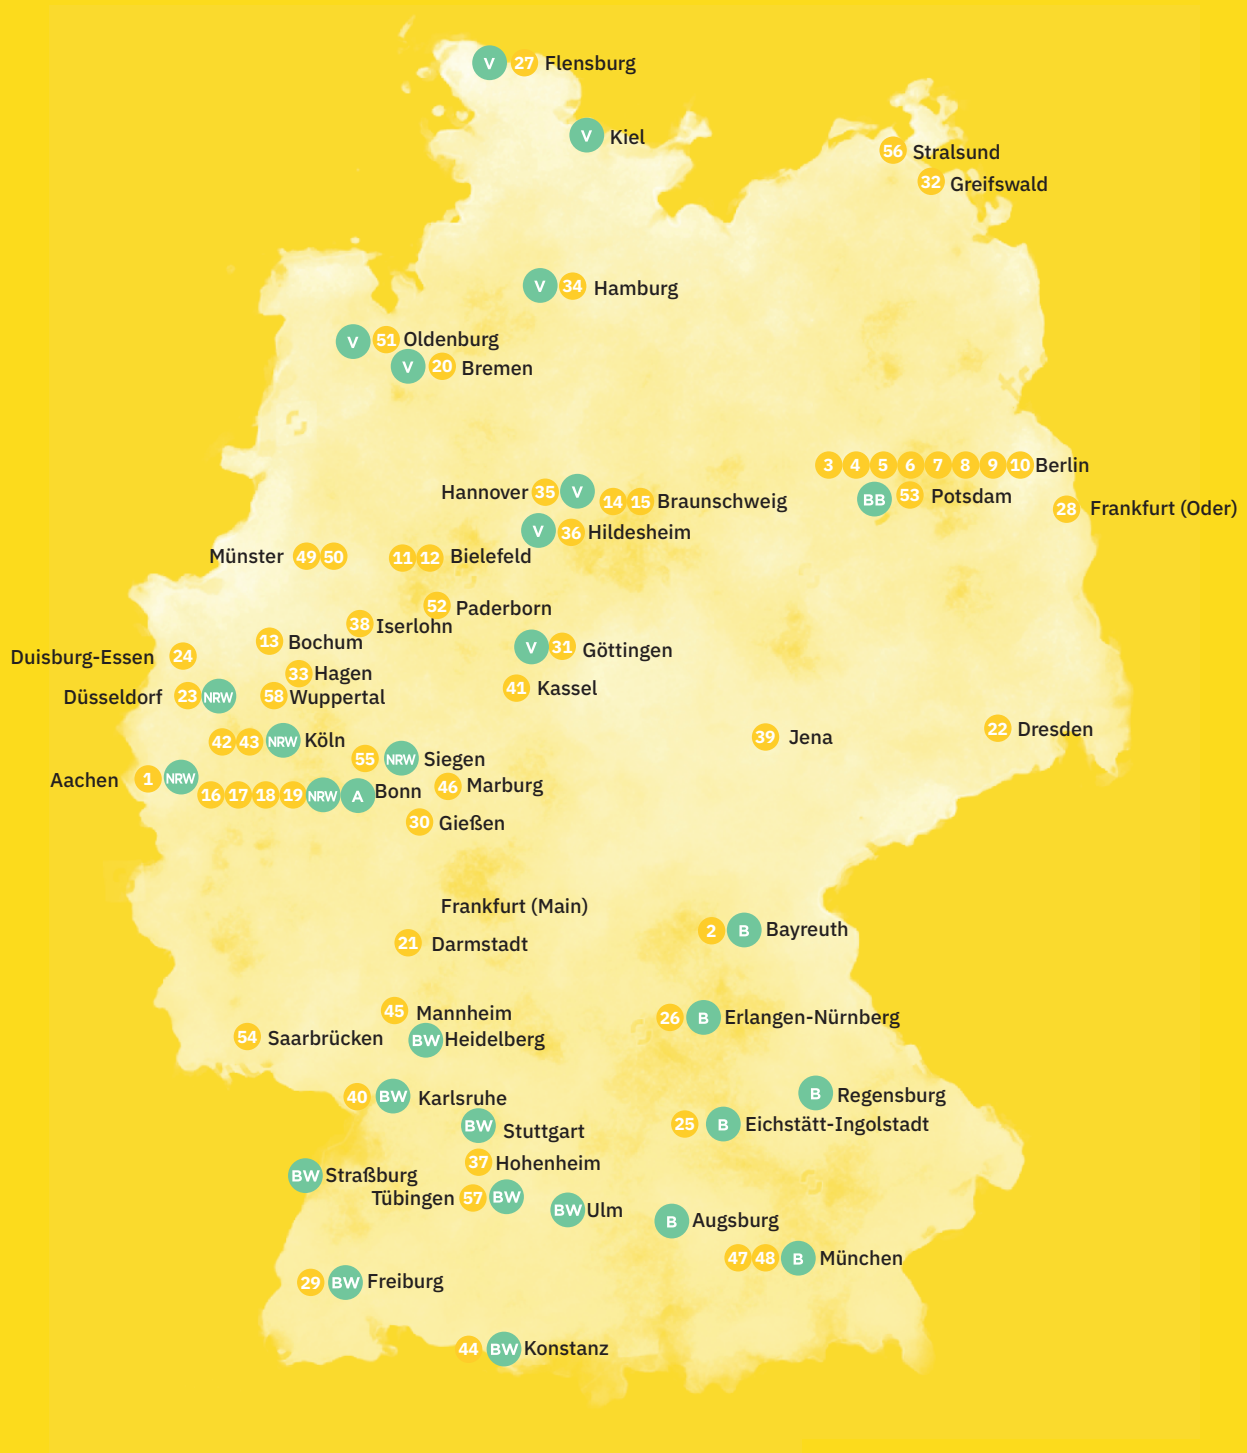 V 27 Flensburg
V Kiel
56 Stralsund
32 Greifswald
V 34 Hamburg
V 51 Oldenburg
V 20 Bremen
3 4 5 6 7 8 9 10 Berlin
Hannover 35 V
14 15 Braunschweig
BB 53 Potsdam
28 Frankfurt (Oder)
V 36 Hildesheim
Münster 49 50
11 12 Bielefeld
52 Paderborn
38 Iserlohn
13 Bochum
V 31 Göttingen
Duisburg-Essen 24
33 Hagen
41 Kassel
Düsseldorf 23 NRW
58 Wuppertal
22 Dresden
39 Jena
42 43 NRW Köln
55 NRW Siegen
Aachen 1 NRW
46 Marburg
16 17 18 19 NRW A Bonn
30 Gießen
Frankfurt (Main)
2 B Bayreuth
21 Darmstadt
45 Mannheim
26 B Erlangen-Nürnberg
54 Saarbrücken
BW Heidelberg
B Regensburg
40 BW Karlsruhe
25 B Eichstätt-Ingolstadt
BW Stuttgart
37 Hohenheim
BW Straßburg
Tübingen 57 BW
BW Ulm
B Augsburg
47 48 B München
29 BW Freiburg
44 BW Konstanz